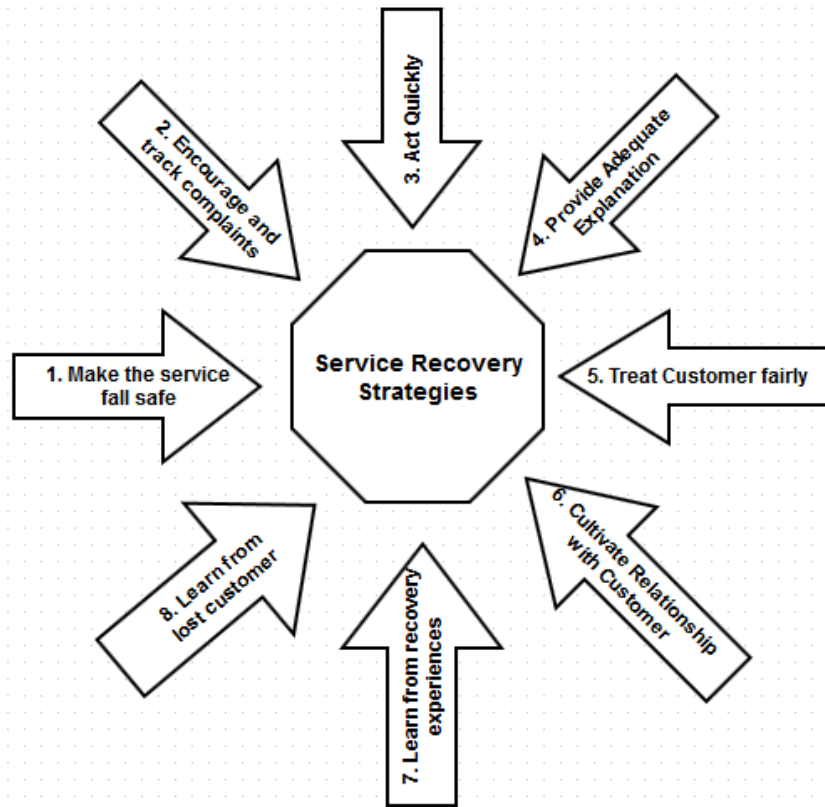 Service Recovery
Strategies
1. Make the service
fall safe
2. Encourage and
track complaints
3. Act Quickly
4. Provide Adequate
Explanation
5. Treat Customer fairly
6. Cultivate Relationship
with Customer
7. Learn from recovery
experiences
8. Learn from
lost customer